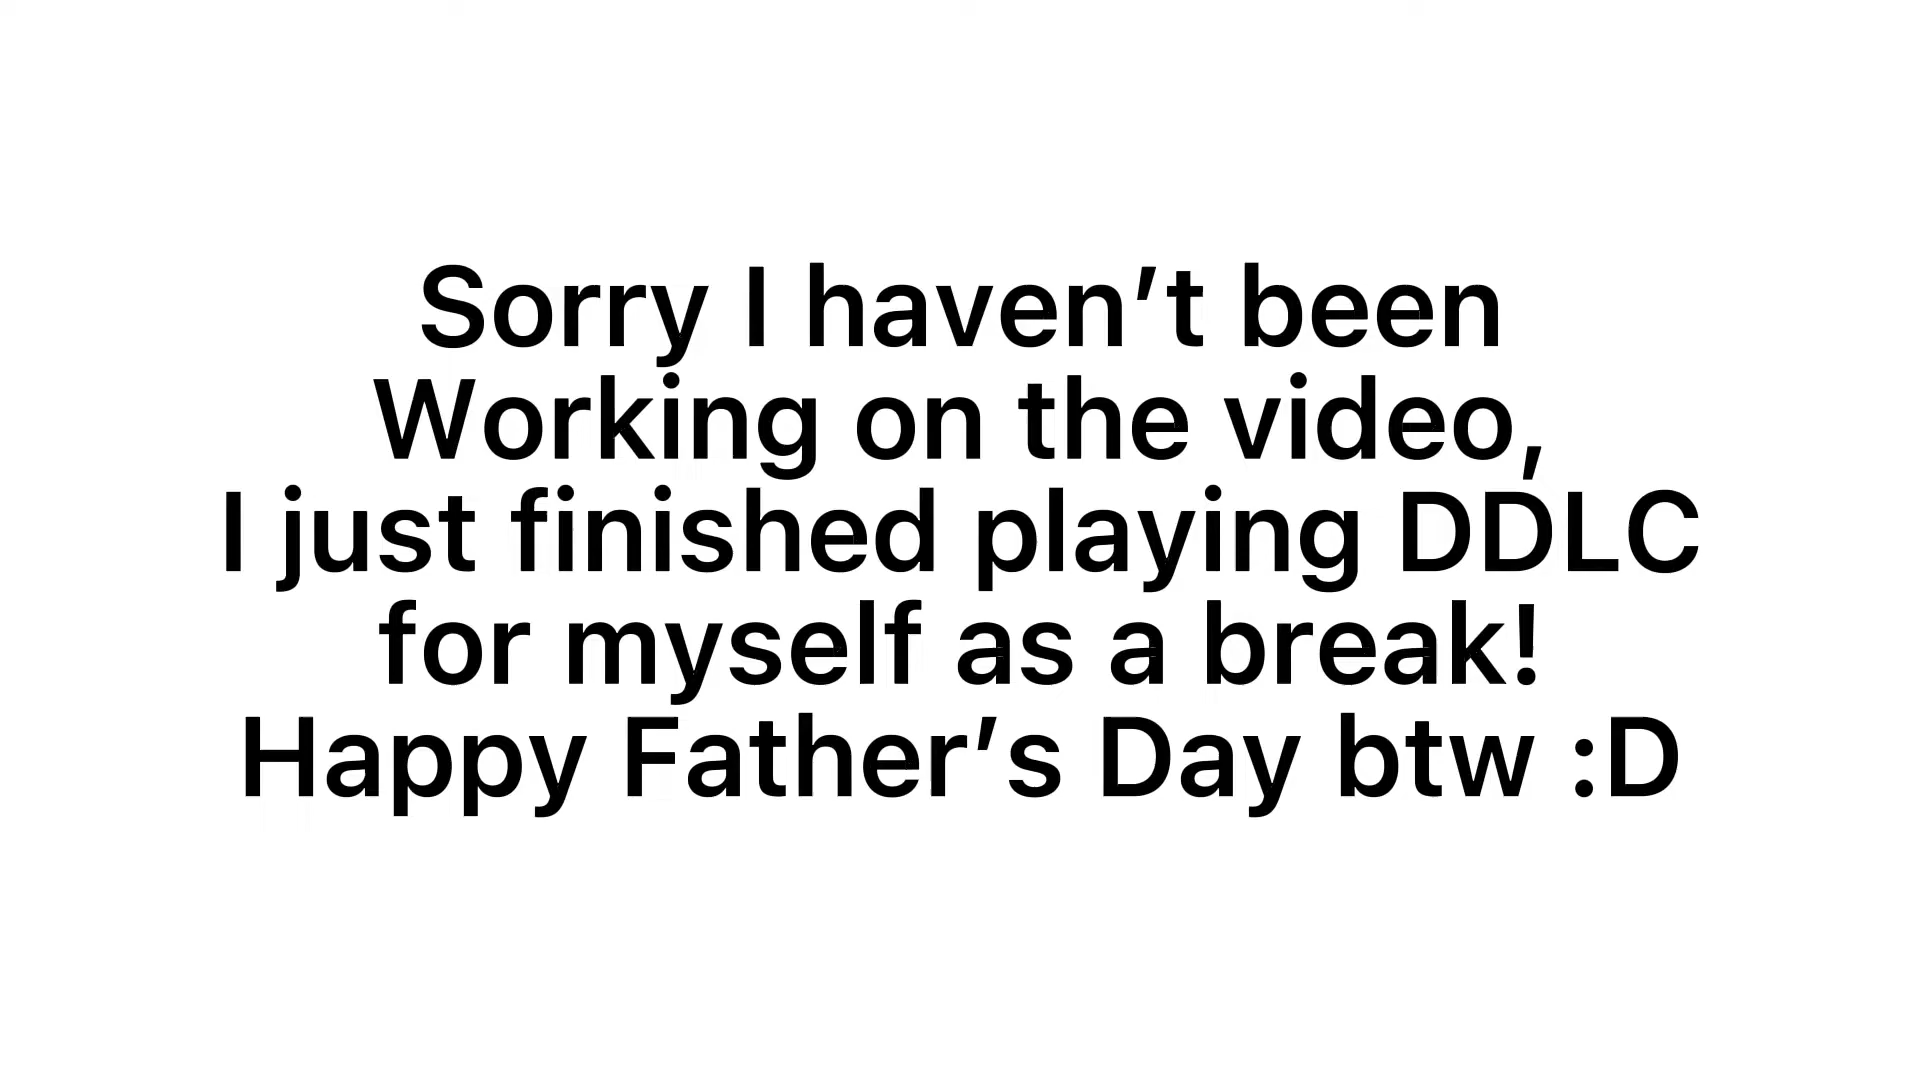 Sorry I haven’t been
Working on the video,
I just finished playing DDLC
for myself as a break!
Happy Father’s Day btw :D